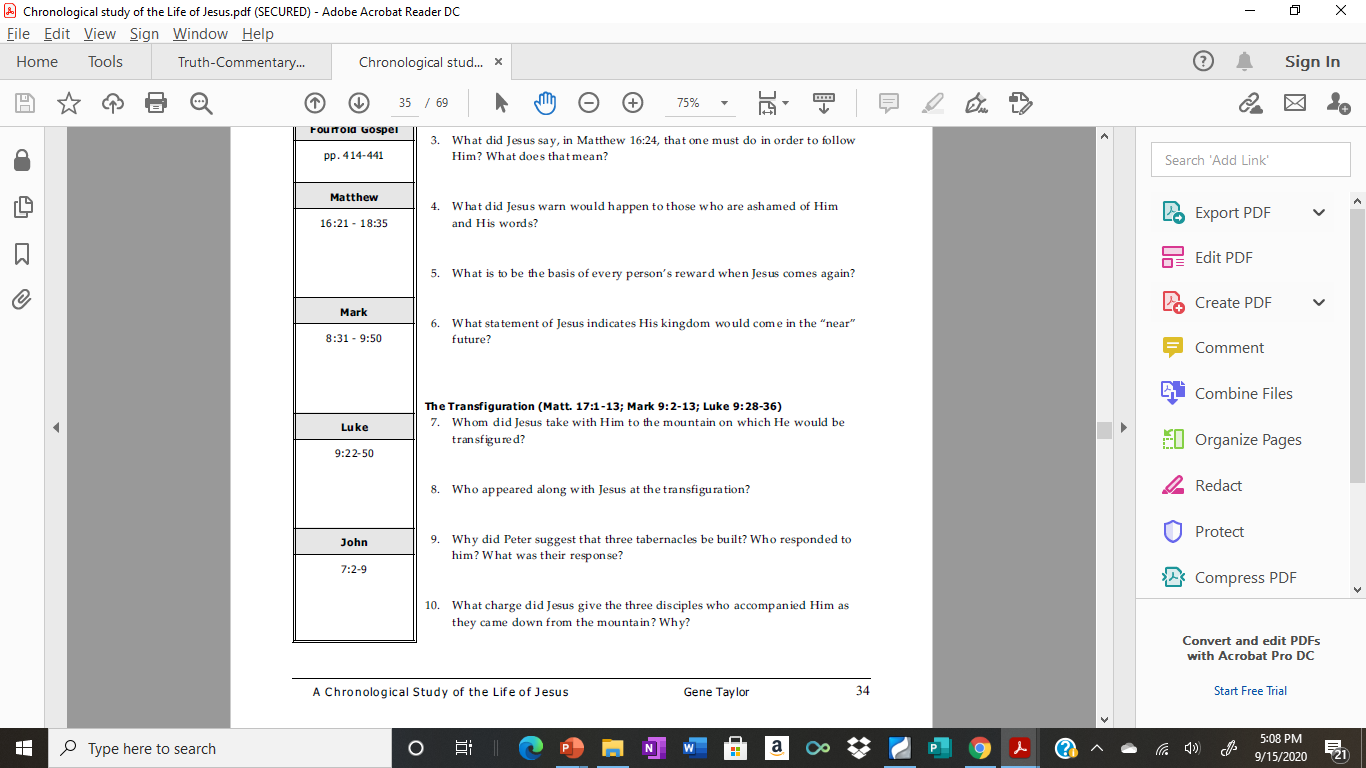 Chronological study of the Life of Jesus.pdf (SECURED) - Adobe Acrobat Reader DC
File Edit View Sign Window Help
Home Tools Truth-Commentary... Chronological stud... ×
35 / 69 75%
Fourfold Gospel
pp. 414-441
Matthew
16:21 - 18:35
Mark
8:31 - 9:50
Luke
9:22-50
John
7:2-9
3. What did Jesus say, in Matthew 16:24, that one must do in order to follow
Him? What does that mean?
4. What did Jesus warn would happen to those who are ashamed of Him
and His words?
5. What is to be the basis of every person’s reward when Jesus comes again?
6. What statement of Jesus indicates His kingdom would come in the “near”
future?
The Transfiguration (Matt. 17:1-13; Mark 9:2-13; Luke 9:28-36)
7. Whom did Jesus take with Him to the mountain on which He would be
transfigured?
8. Who appeared along with Jesus at the transfiguration?
9. Why did Peter suggest that three tabernacles be built? Who responded to
him? What was their response?
10. What charge did Jesus give the three disciples who accompanied Him as
they came down from the mountain? Why?
A Chronological Study of the Life of Jesus Gene Taylor 34
Sign In
Search 'Add Link'
Export PDF
Edit PDF
Create PDF
Comment
Combine Files
Organize Pages
Redact
Protect
Compress PDF
Convert and edit PDFs
with Acrobat Pro DC
Start Free Trial
Type here to search
5:08 PM
9/15/2020
21